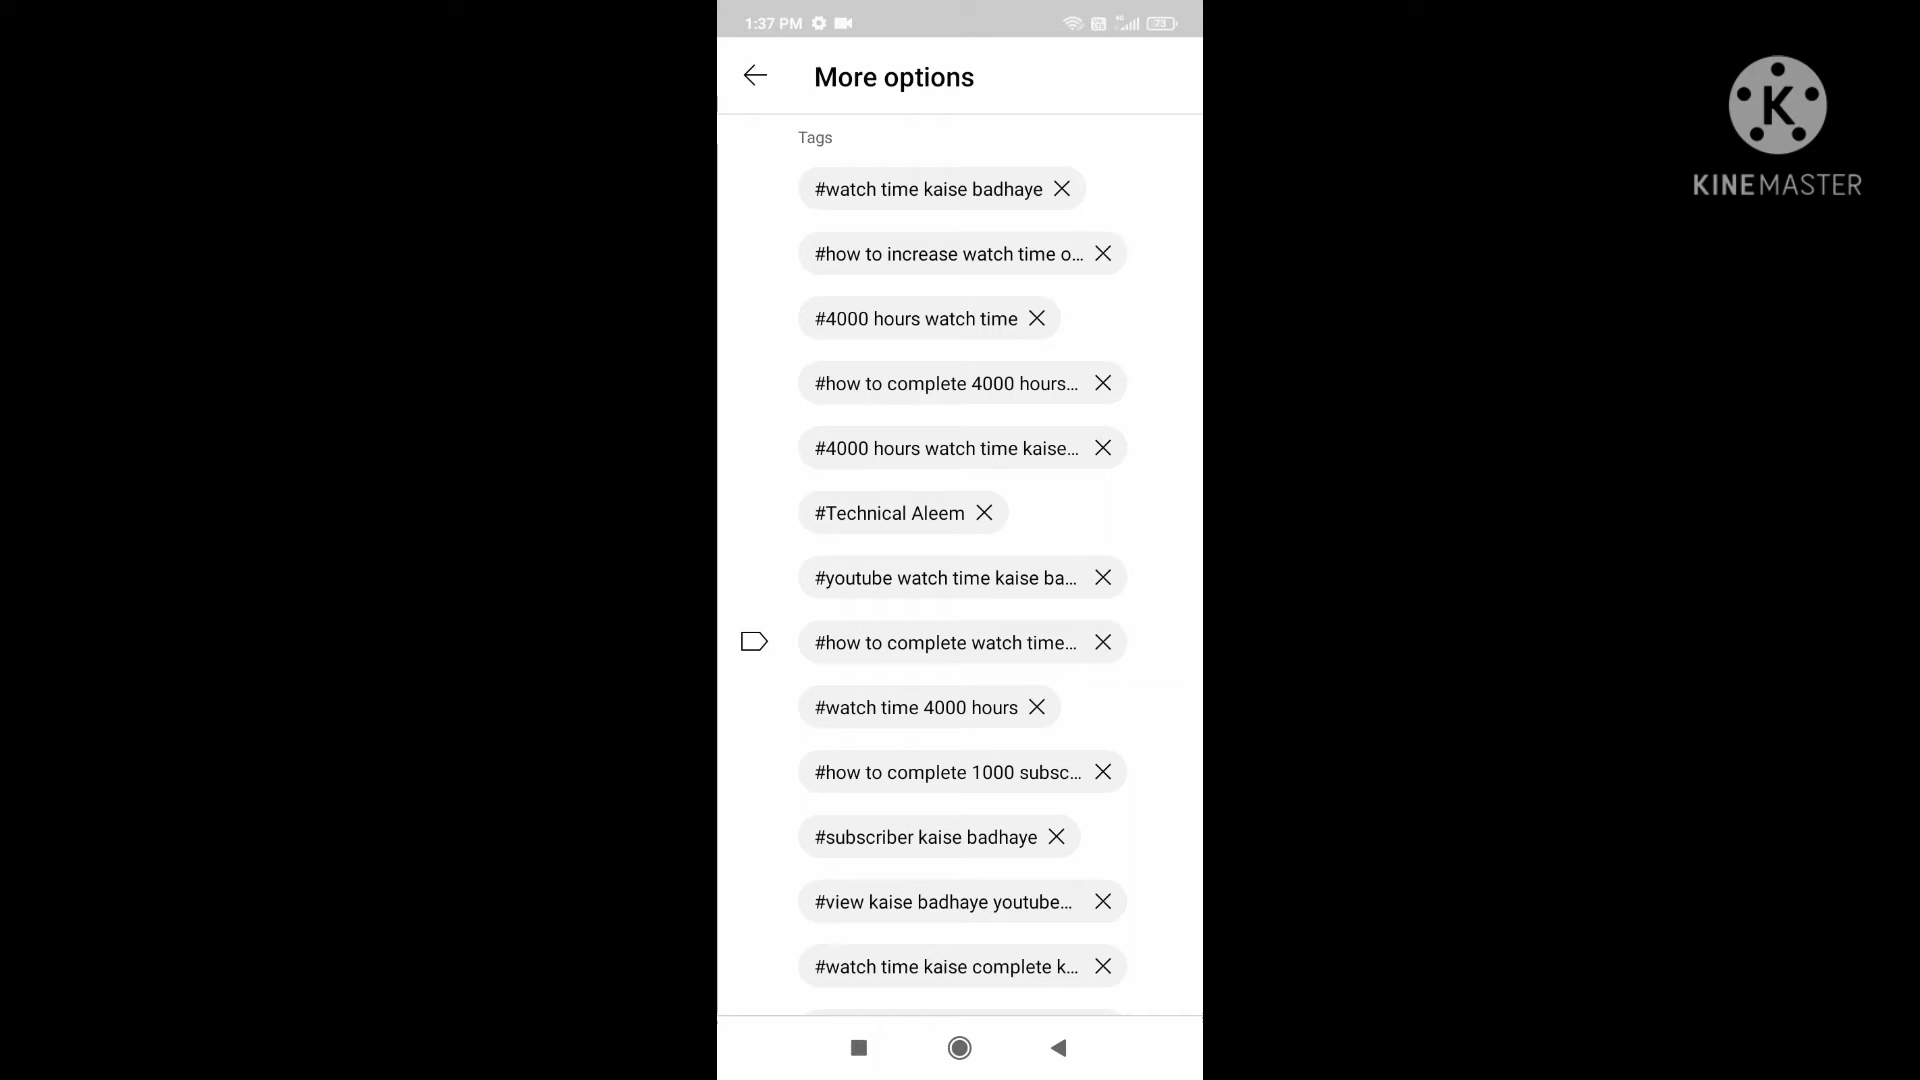 1:37 PM
73
More options
Tags
#watch time kaise badhaye
#how to increase watch time o...
#4000 hours watch time
#how to complete 4000 hours...
#4000 hours watch time kaise...
#Technical Aleem
#youtube watch time kaise ba...
#how to complete watch time...
#watch time 4000 hours
#how to complete 1000 subsc...
#subscriber kaise badhaye
#view kaise badhaye youtube...
#watch time kaise complete k...
K
KINEMASTER